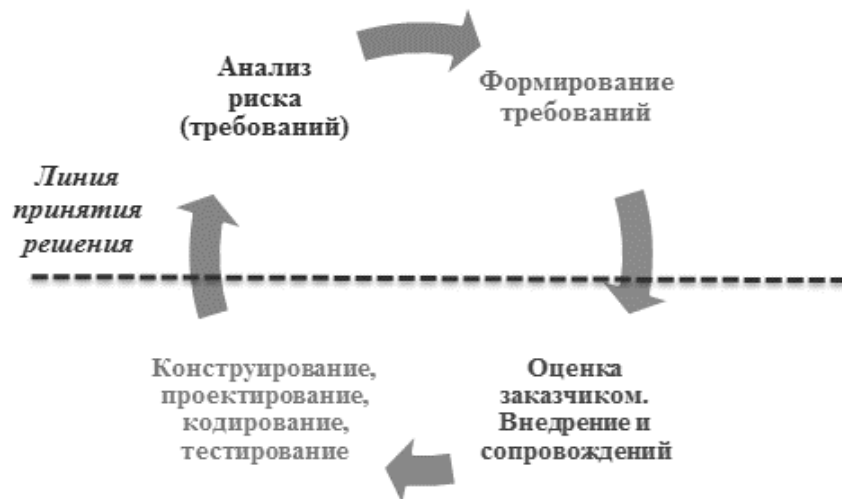 Анализ
риска
(требований)
Формирование
требований
Линия
принятия
решения
Конструирование,
проектирование,
кодирование,
тестирование
Оценка
заказчиком.
Внедрение и
сопровождений